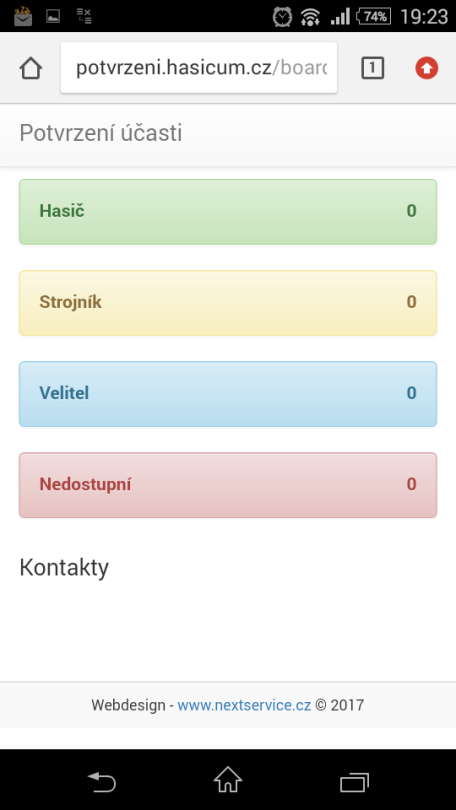 74% 19:23
potvrzeni.hasicum.cz/board
1
Potvrzení účasti
Hasič 0
Strojník 0
Velitel 0
Nedostupní 0
Kontakty
Webdesign - www.nextservice.cz © 2017